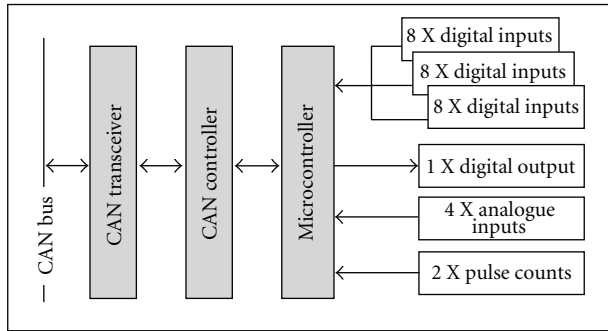 CAN bus
CAN transceiver
CAN controller
Microcontroller
8 X digital inputs
8 X digital inputs
8 X digital inputs
1 X digital output
4 X analogue
inputs
2 X pulse counts